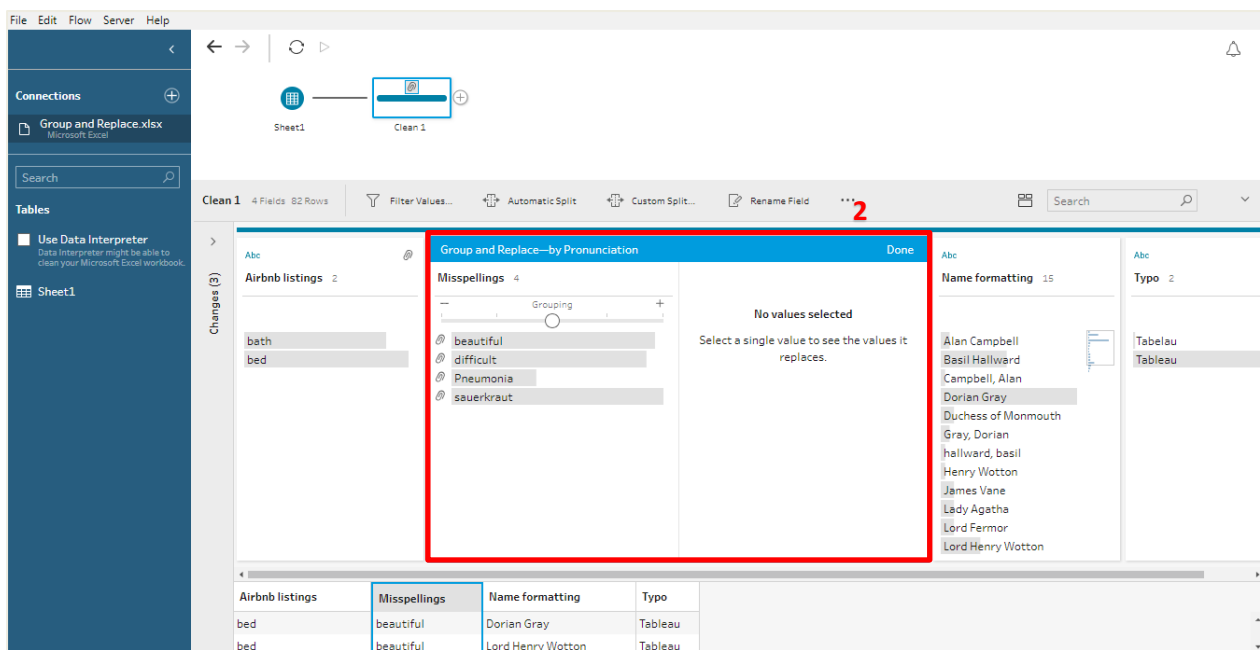 File Edit Flow Server Help
Connections
Group and Replace.xlsx
Microsoft Excel
Search
Tables
Use Data Interpreter
Data Interpreter might be able to
clean your Microsoft Excel workbook.
Sheet1
Sheet1
Clean 1
Clean 1 4 Fields 82 Rows Filter Values... Automatic Split Custom Split... Rename Field ... 2 Search
Changes (3)
Abc
Airbnb listings 2
bath
bed
Group and Replace—by Pronunciation Done
Misspellings 4
Grouping
beautiful
difficult
Pneumonia
sauerkraut
No values selected
Select a single value to see the values it
replaces.
Abc
Name formatting 15
Alan Campbell
Basil Hallward
Campbell, Alan
Dorian Gray
Duchess of Monmouth
Gray, Dorian
hallward, basil
Henry Wotton
James Vane
Lady Agatha
Lord Fermor
Lord Henry Wotton
Abc
Typo 2
Tabelau
Tableau
Airbnb listings Misspellings Name formatting Typo
bed beautiful Dorian Gray Tableau
bed beautiful Lord Henry Wotton Tableau